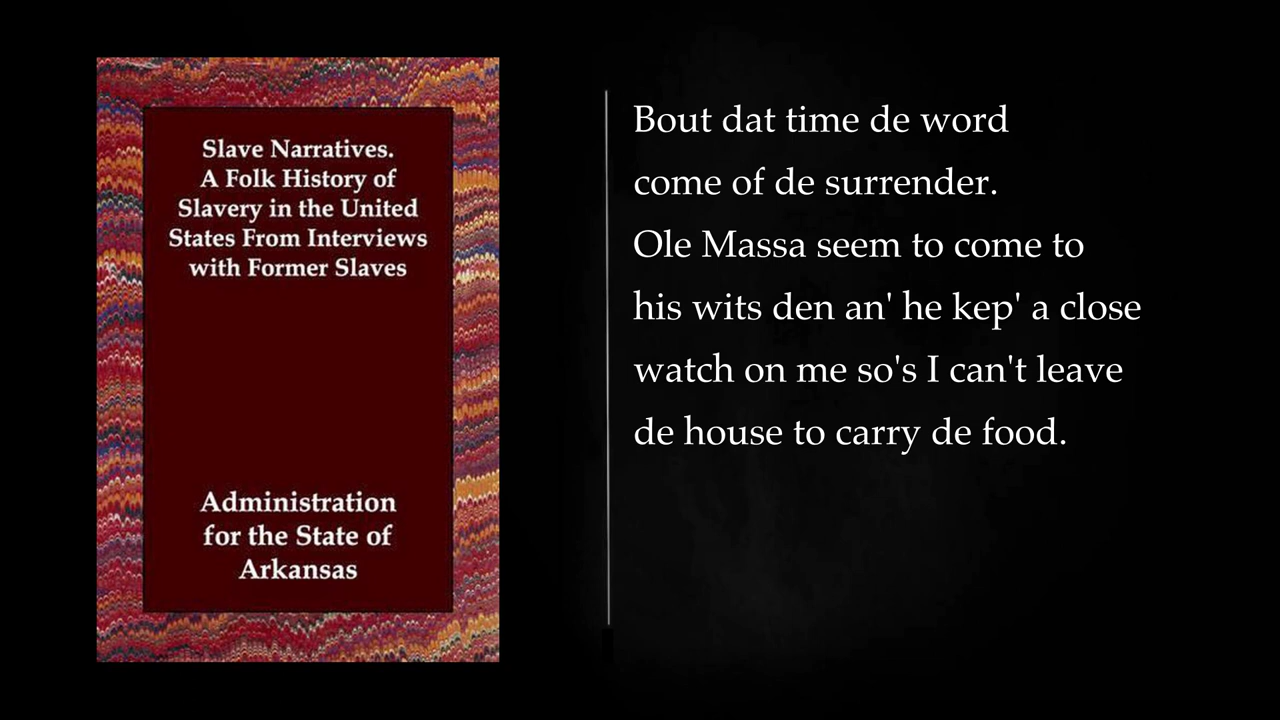 Slave Narratives.
A Folk History of
Slavery in the United
States From Interviews
with Former Slaves
Administration
for the State of
Arkansas
Bout dat time de word
come of de surrender.
Ole Massa seem to come to
his wits den an' he kep' a close
watch on me so's I can't leave
de house to carry de food.